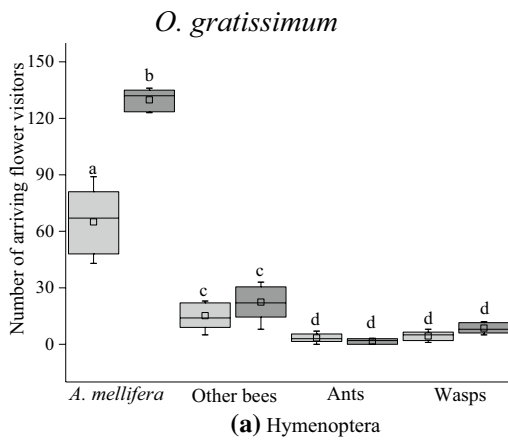 O. gratissimum
Number of arriving flower visitors
150
120
90
60
30
0
a
b
c
c
d
d
d
d
A. mellifera Other bees Ants Wasps
(a) Hymenoptera